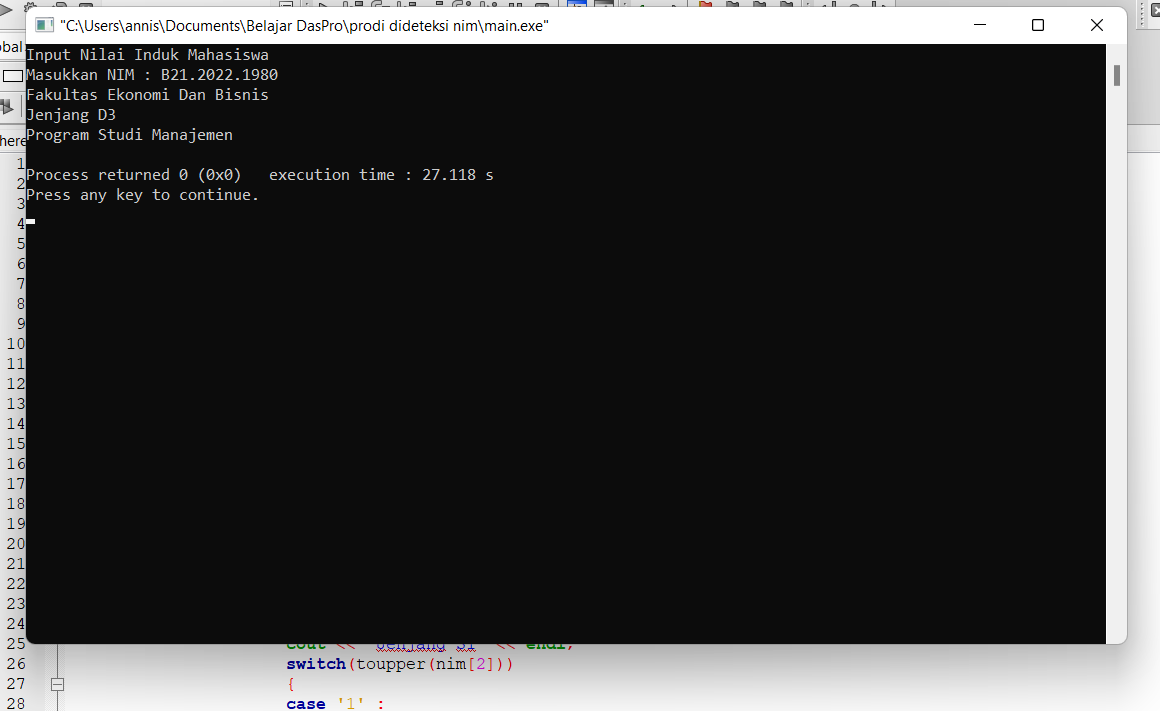 "C:\Users\annis\Documents\Belajar DasPro\prodi dideteksi nim\main.exe"
Input Nilai Induk Mahasiswa
Masukkan NIM : B21.2022.1980
Fakultas Ekonomi Dan Bisnis
Jenjang D3
Program Studi Manajemen
Process returned 0 (0x0)   execution time : 27.118 s
Press any key to continue.
bal
here
1
2
3
4
5
6
7
8
9
10
11
12
13
14
15
16
17
18
19
20
21
22
23
24
25 cout << "Jenjang S1" << endl;
26 switch(toupper(nim[2]))
27 {
28 case '1' :